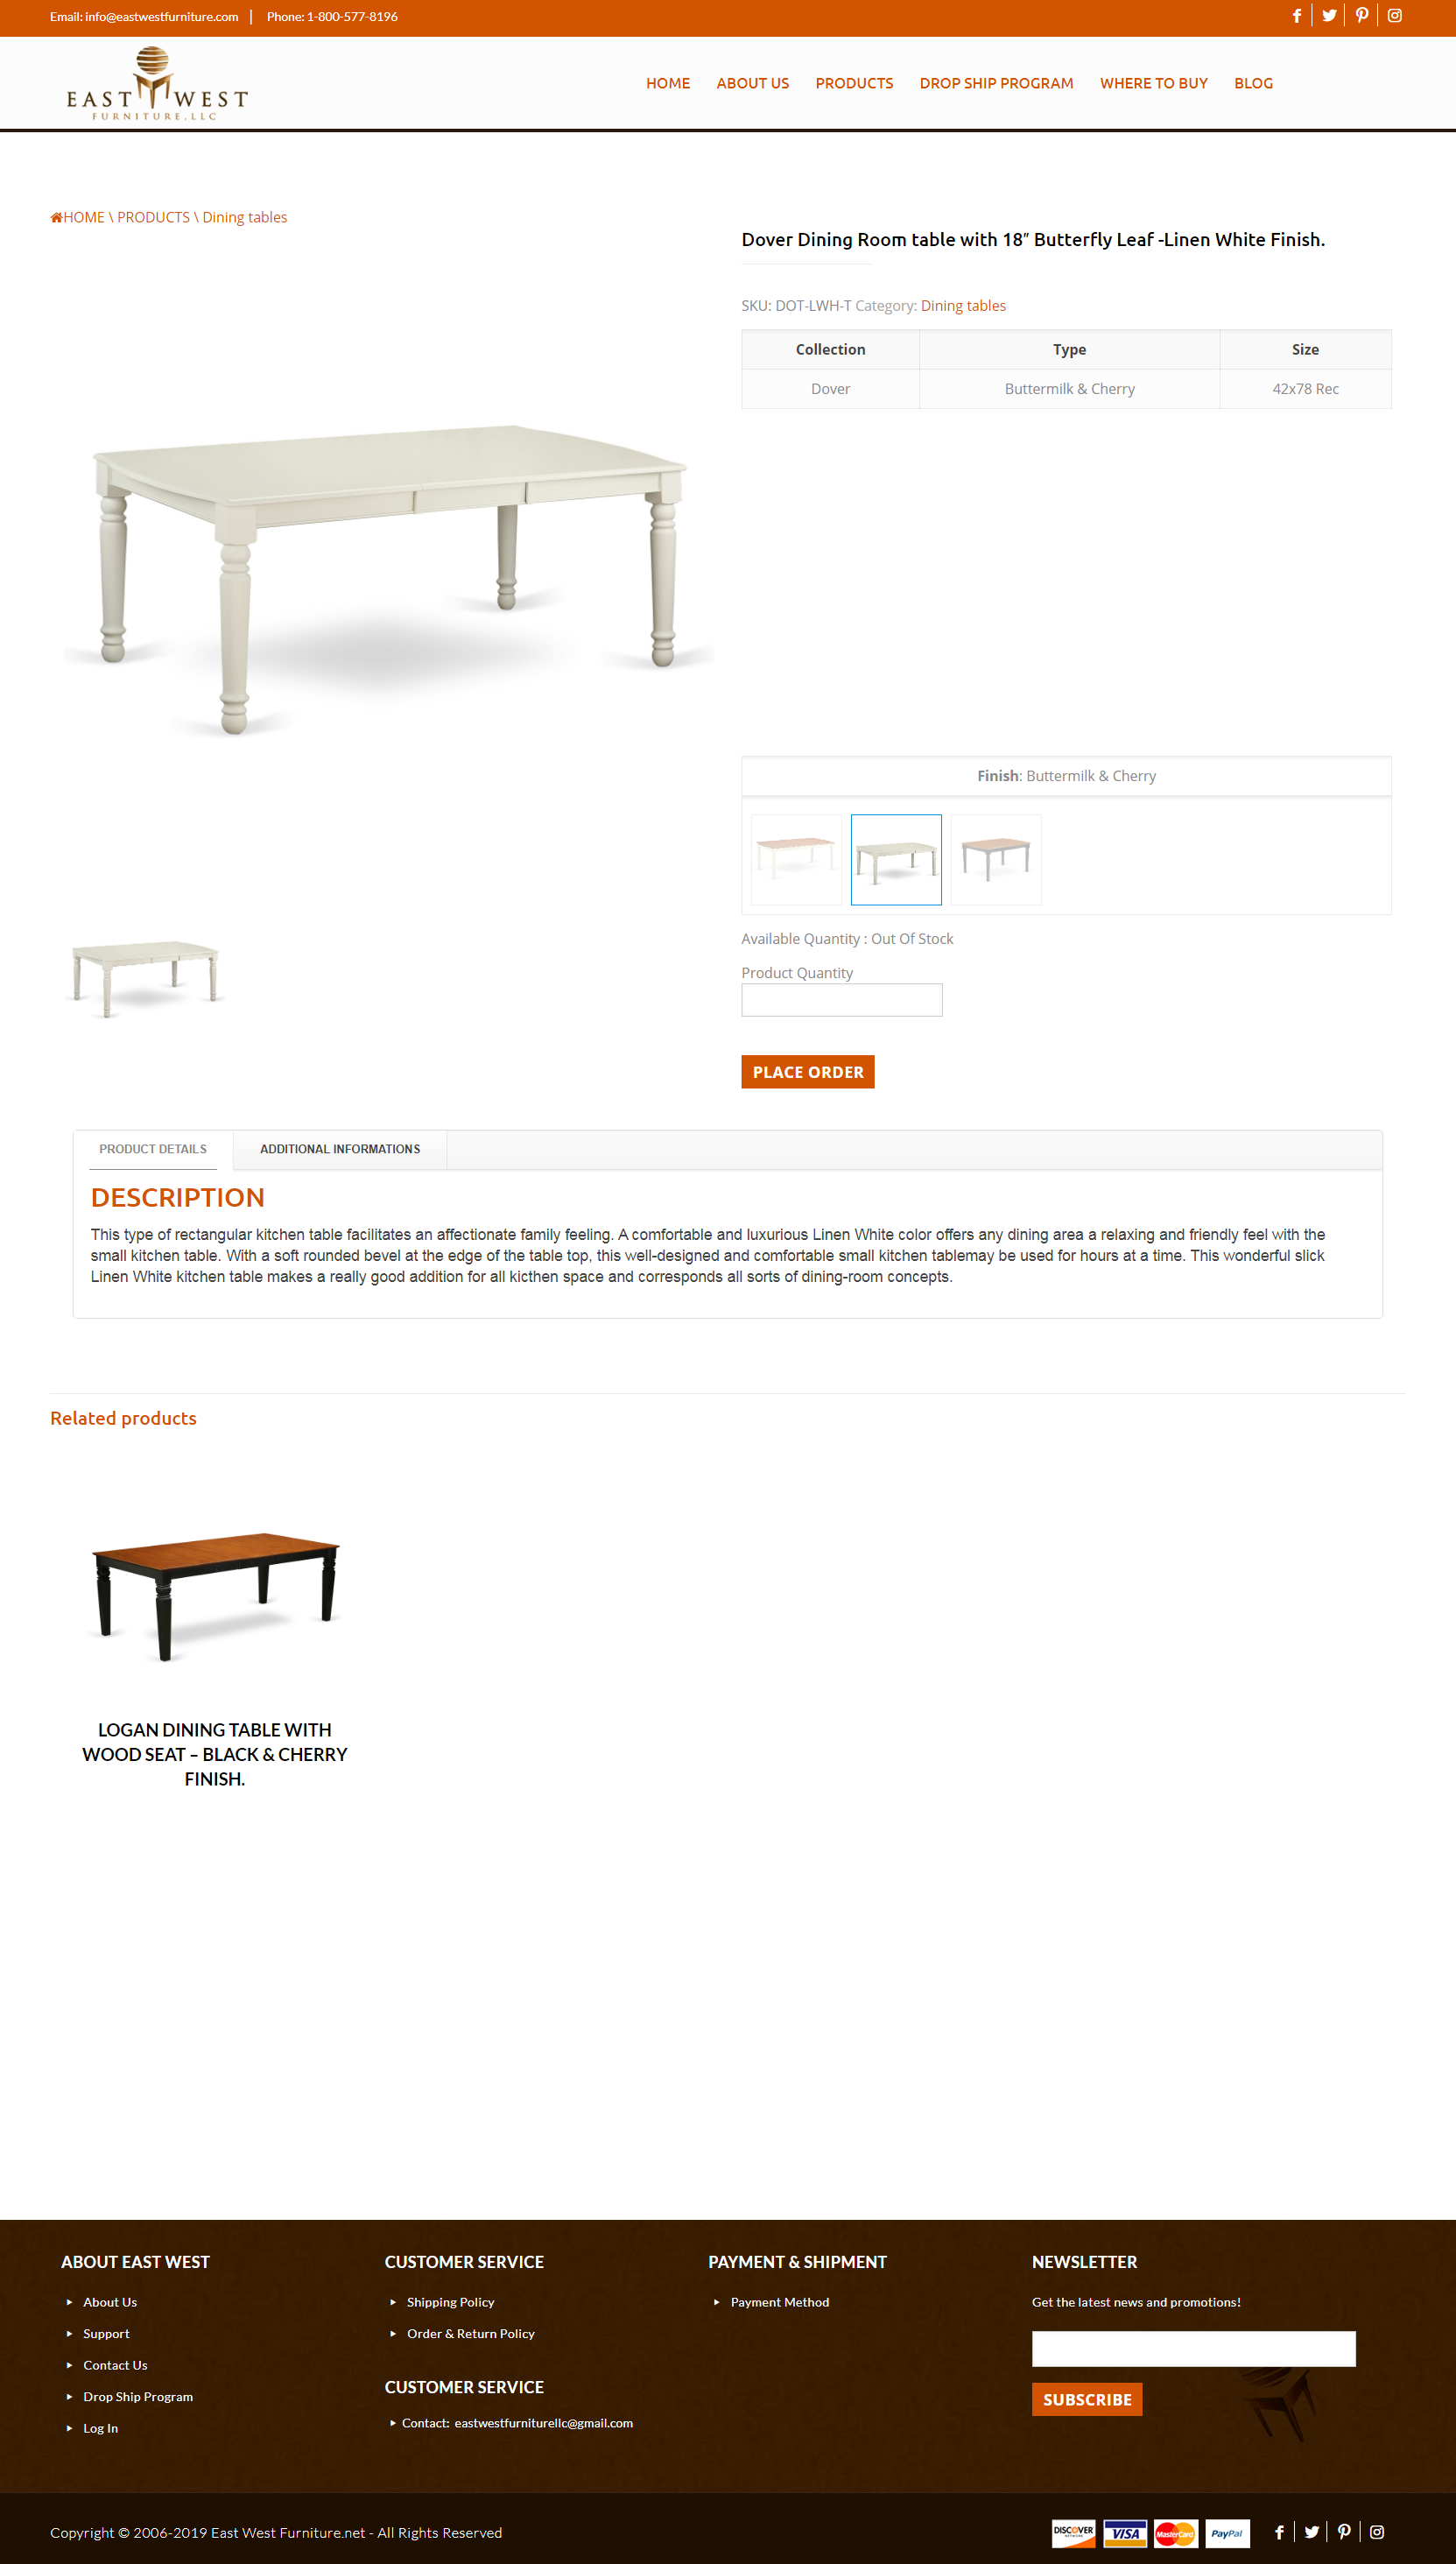 Email: info@eastwestfurniture.com | Phone: 1-800-577-8196
EAST WEST
FURNITURE, LLC
HOME ABOUT US PRODUCTS DROP SHIP PROGRAM WHERE TO BUY BLOG
HOME \ PRODUCTS \ Dining tables
Dover Dining Room table with 18″ Butterfly Leaf -Linen White Finish.
SKU: DOT-LWH-T Category: Dining tables
Collection Type Size
Dover Buttermilk & Cherry 42x78 Rec
Finish: Buttermilk & Cherry
Available Quantity : Out Of Stock
Product Quantity
PLACE ORDER
PRODUCT DETAILS ADDITIONAL INFORMATIONS
DESCRIPTION
This type of rectangular kitchen table facilitates an affectionate family feeling. A comfortable and luxurious Linen White color offers any dining area a relaxing and friendly feel with the
small kitchen table. With a soft rounded bevel at the edge of the table top, this well-designed and comfortable small kitchen tablemay be used for hours at a time. This wonderful slick
Linen White kitchen table makes a really good addition for all kicthen space and corresponds all sorts of dining-room concepts.
Related products
LOGAN DINING TABLE WITH
WOOD SEAT – BLACK & CHERRY
FINISH.
ABOUT EAST WEST
About Us
Support
Contact Us
Drop Ship Program
Log In
CUSTOMER SERVICE
Shipping Policy
Order & Return Policy
CUSTOMER SERVICE
Contact: eastwestfurniturellc@gmail.com
PAYMENT & SHIPMENT
Payment Method
NEWSLETTER
Get the latest news and promotions!
SUBSCRIBE
Copyright © 2006-2019 East West Furniture.net - All Rights Reserved
DISCOVER NETWORK VISA MasterCard PayPal